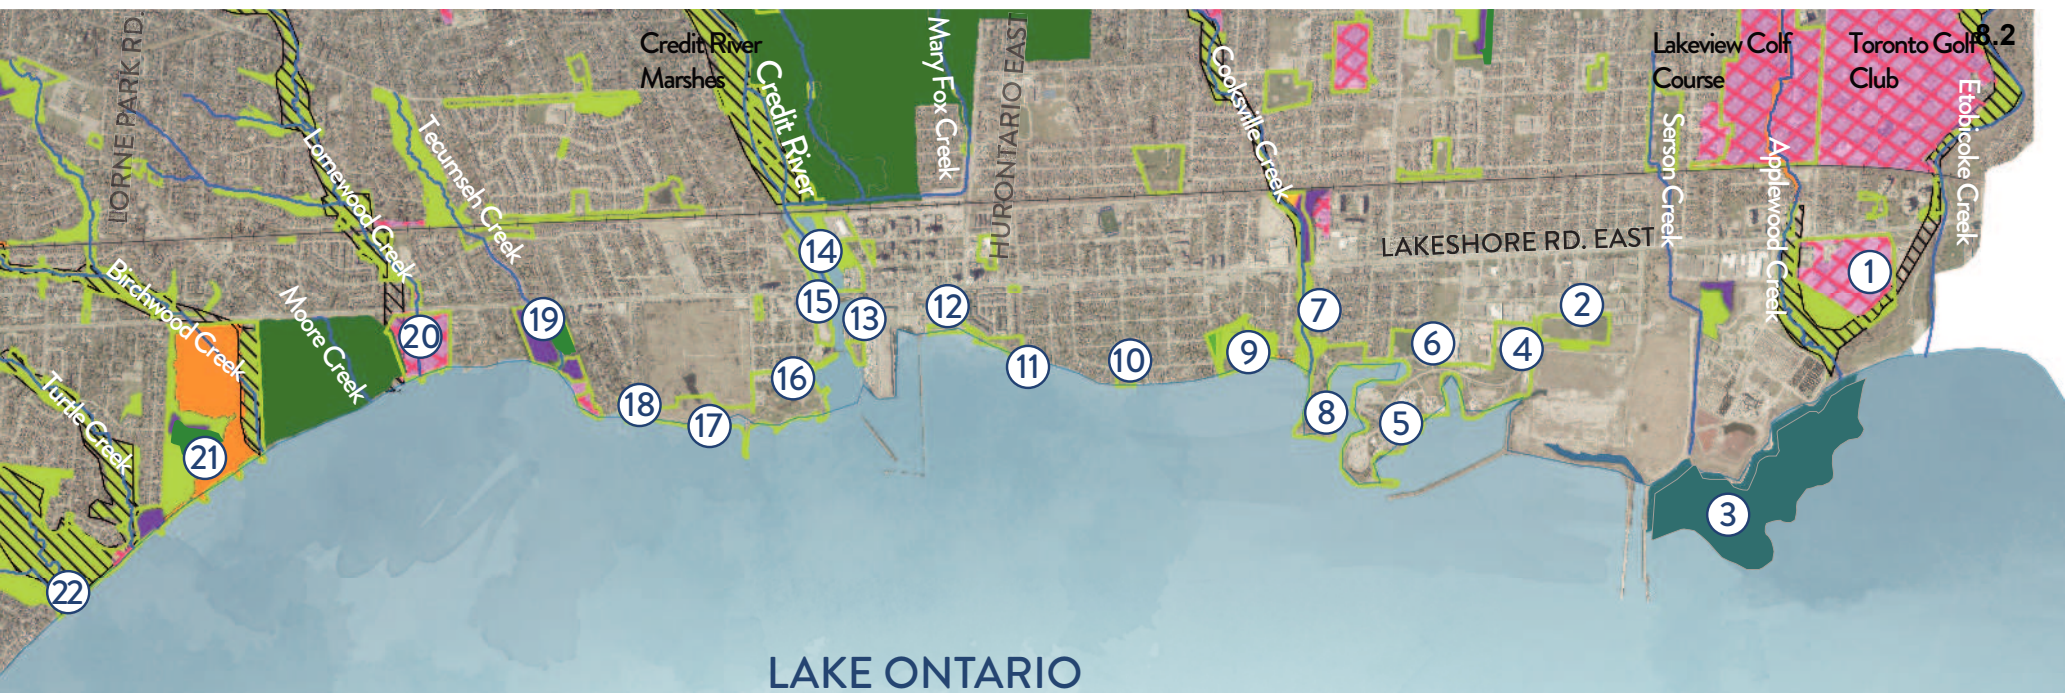 8.2
Credit River
Marshes
Lakeview Colf
Course
Toronto Golf
Club
LORNE PARK RD.
HURONTARIO EAST
LAKESHORE RD. EAST
Turtle Creek
Birchwood Creek
Moore Creek
Lornewood Creek
Tecumseh Creek
Credit River
Mary Fox Creek
Cooksville Creek
Serson Creek
Applewood Creek
Etobicoke Creek
1
2
3
4
5
6
7
8
9
10
11
12
13
14
15
16
17
18
19
20
21
22
LAKE ONTARIO